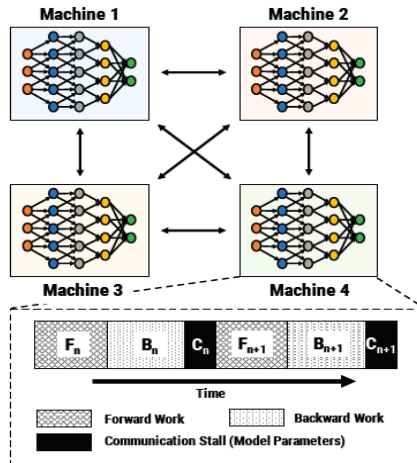 Machine 1 Machine 2
Machine 3 Machine 4
Fn Bn Cn Fn+1 Bn+1 Cn+1
Time
Forward Work Backward Work
Communication Stall (Model Parameters)